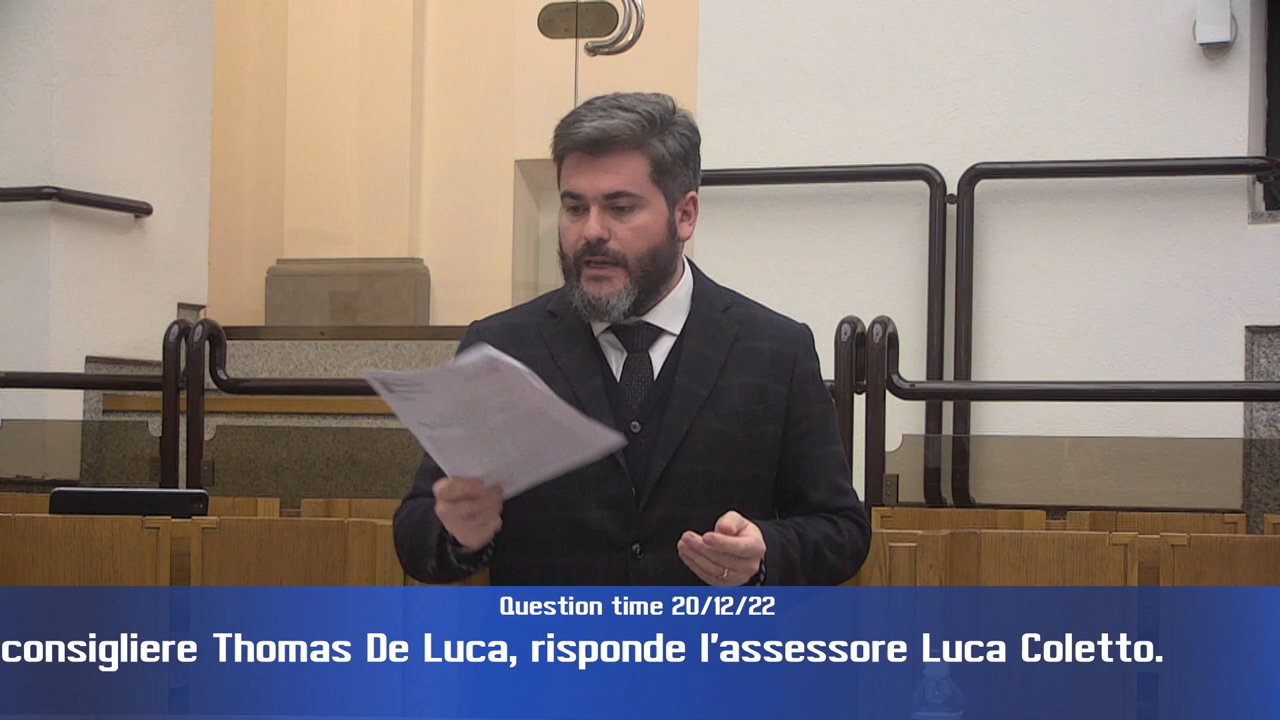 Question time 20/12/22
consigliere Thomas De Luca, risponde l'assessore Luca Coletto.